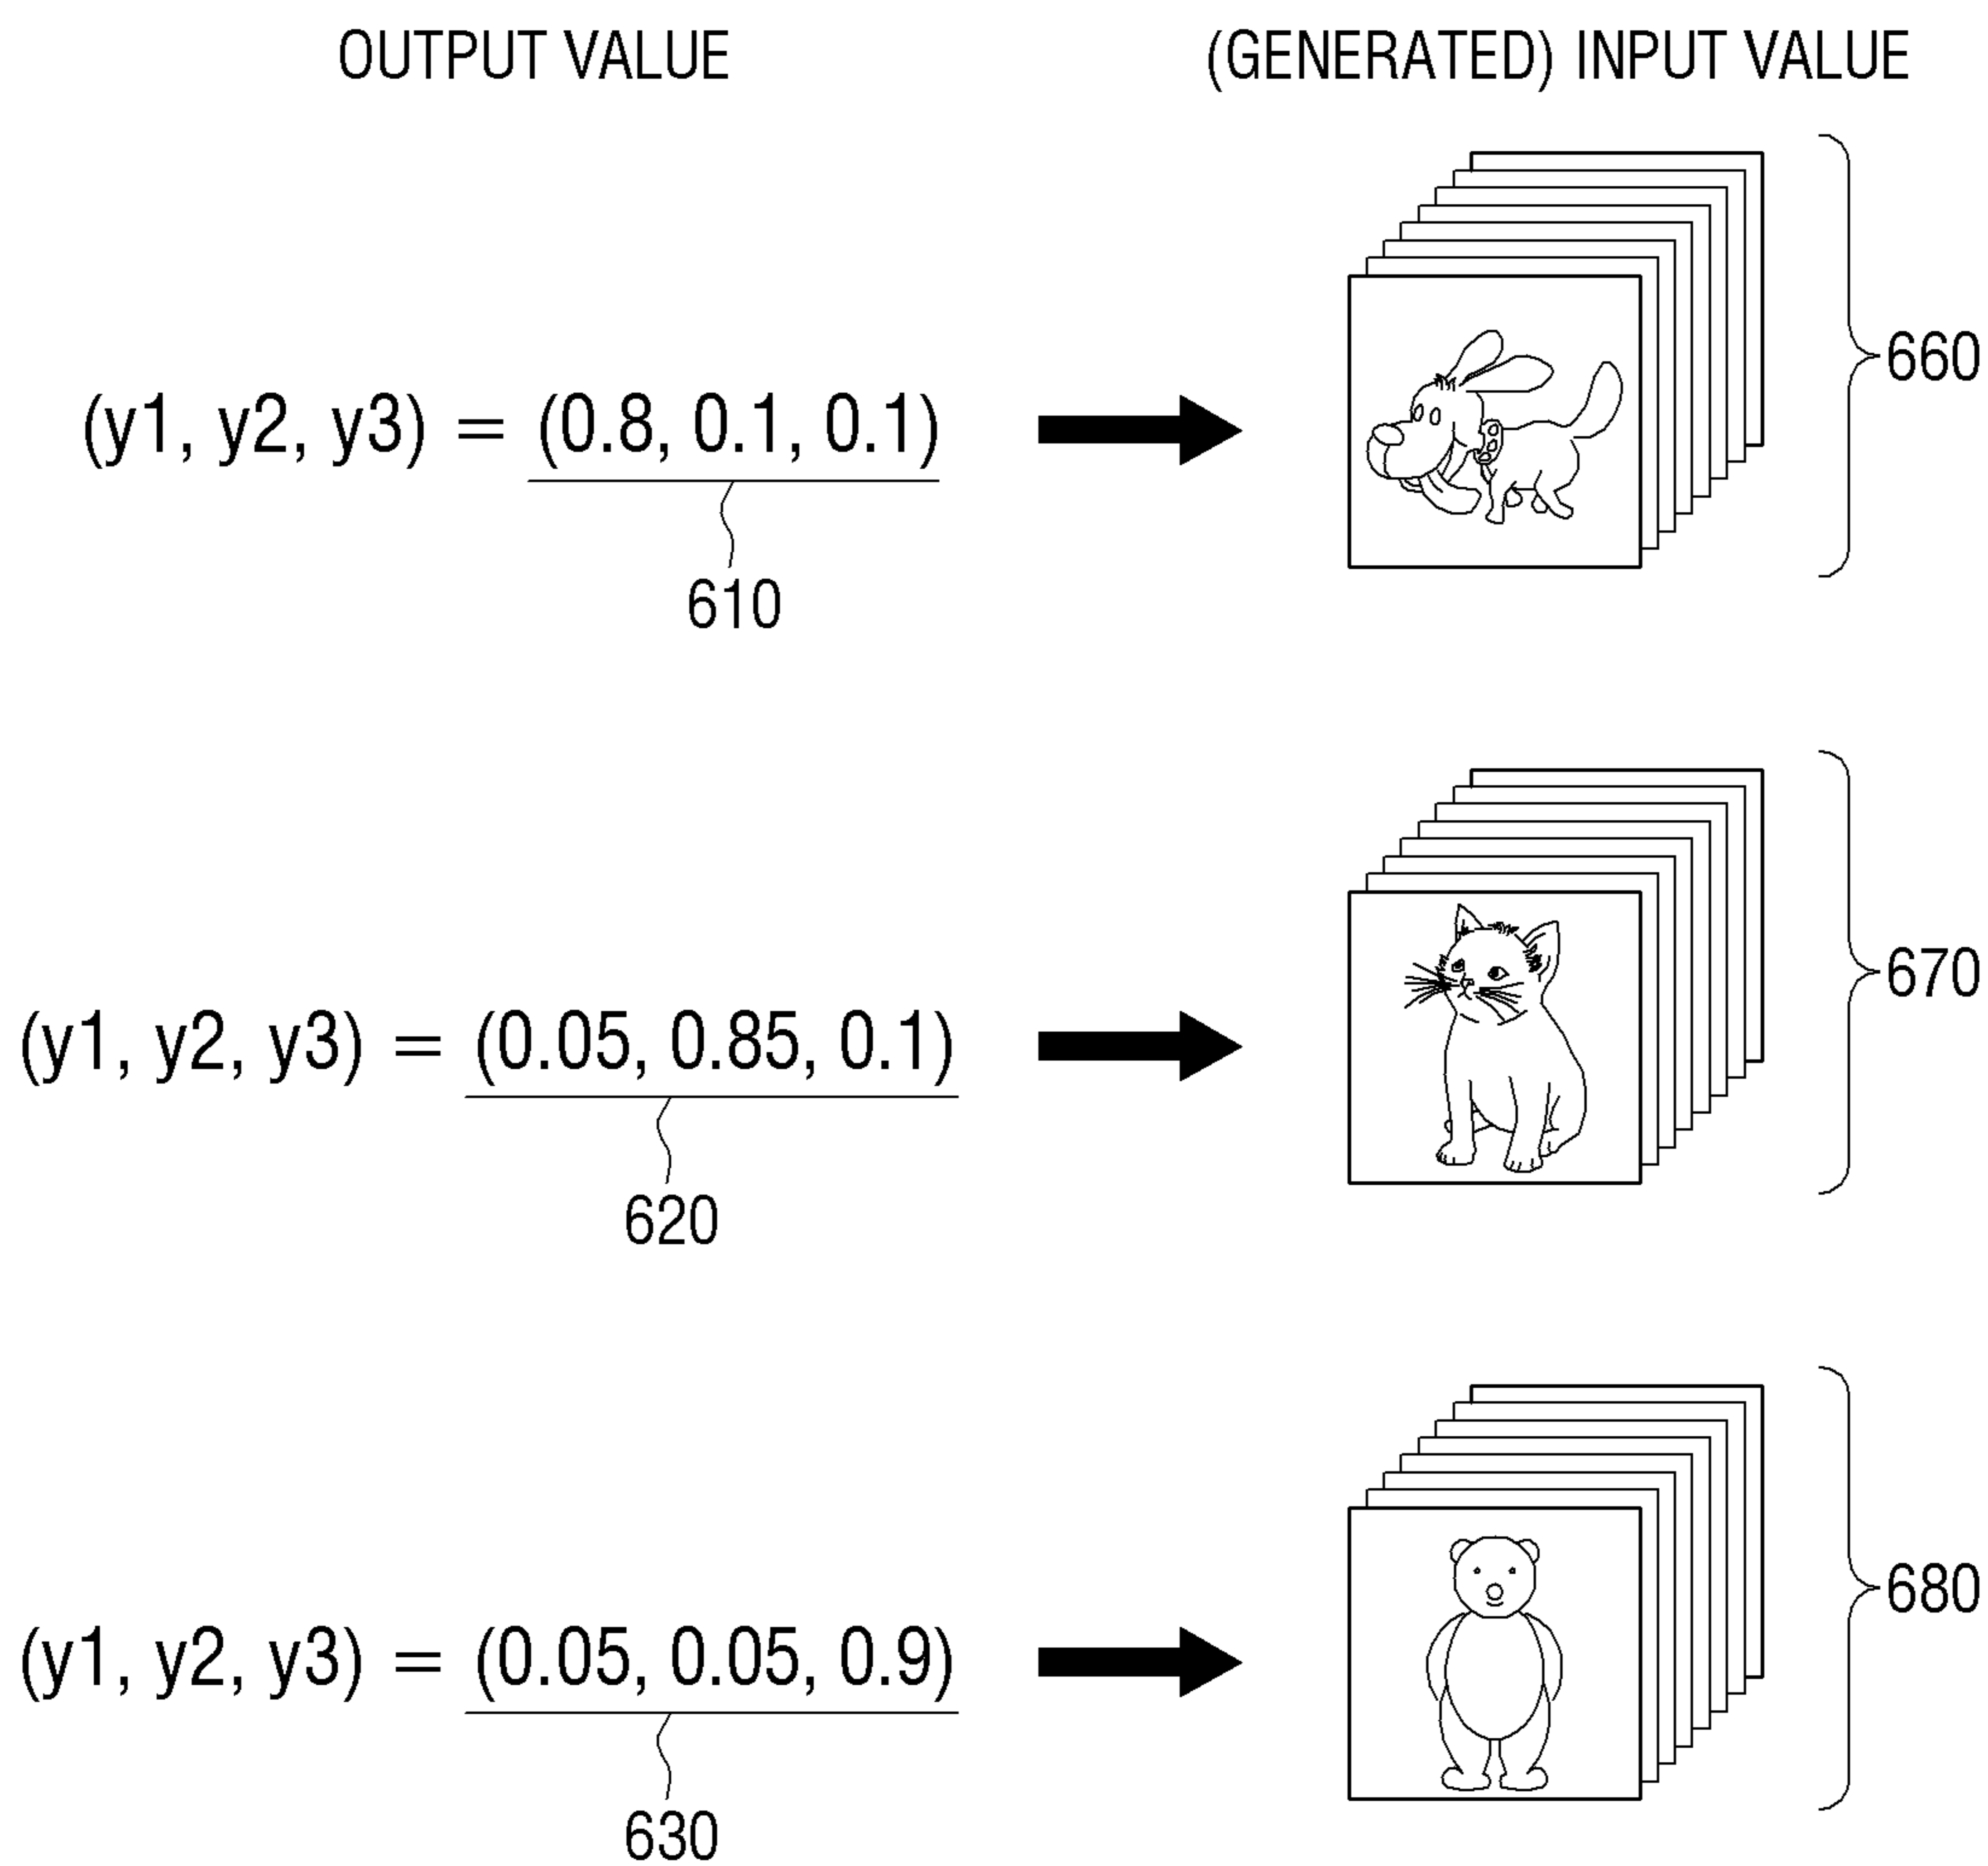 OUTPUT VALUE
(GENERATED) INPUT VALUE
(y1, y2, y3) = (0.8, 0.1, 0.1)
610
660
(y1, y2, y3) = (0.05, 0.85, 0.1)
620
670
(y1, y2, y3) = (0.05, 0.05, 0.9)
630
680